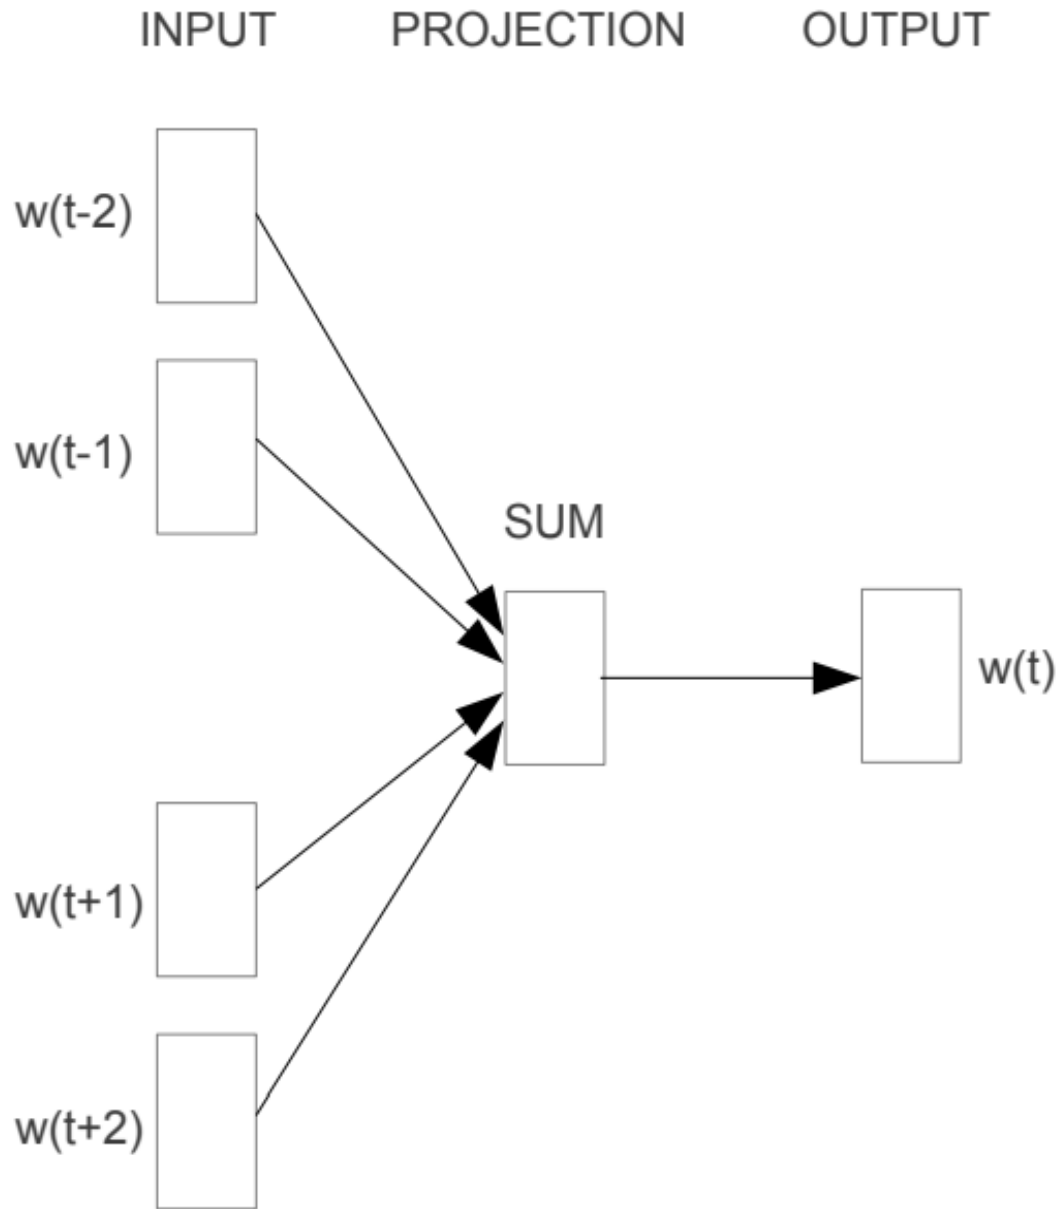 INPUT PROJECTION OUTPUT
w(t-2)
w(t-1)
SUM
w(t)
w(t+1)
w(t+2)